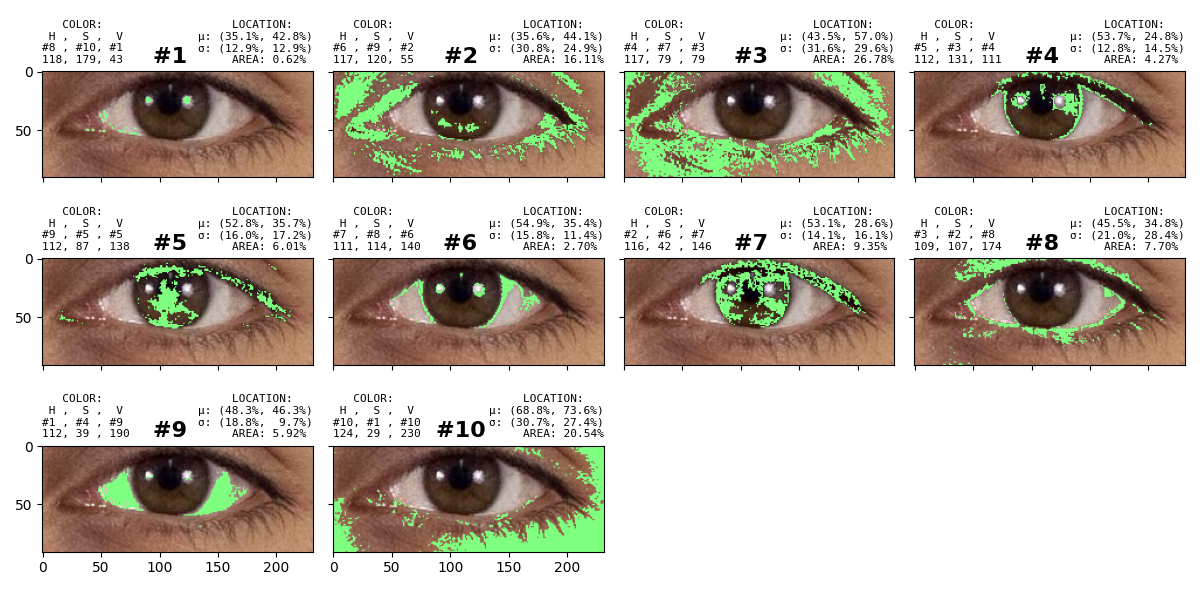 COLOR: LOCATION:
H , S , V μ: (35.1%, 42.8%)
#8 , #10, #1 #1 σ: (12.9%, 12.9%)
118, 179, 43 AREA: 0.62%
COLOR: LOCATION:
H , S , V μ: (35.6%, 44.1%)
#6 , #9 , #2 #2 σ: (30.8%, 24.9%)
117, 120, 55 AREA: 16.11%
COLOR: LOCATION:
H , S , V μ: (43.5%, 57.0%)
#4 , #7 , #3 #3 σ: (31.6%, 29.6%)
117, 79 , 79 AREA: 26.78%
COLOR: LOCATION:
H , S , V μ: (53.7%, 24.8%)
#5 , #3 , #4 #4 σ: (12.8%, 14.5%)
112, 131, 111 AREA: 4.27%
0
50
COLOR: LOCATION:
H , S , V μ: (52.8%, 35.7%)
#9 , #5 , #5 #5 σ: (16.0%, 17.2%)
112, 87 , 138 AREA: 6.01%
COLOR: LOCATION:
H , S , V μ: (54.9%, 35.4%)
#7 , #8 , #6 #6 σ: (15.8%, 11.4%)
111, 114, 140 AREA: 2.70%
COLOR: LOCATION:
H , S , V μ: (53.1%, 28.6%)
#2 , #6 , #7 #7 σ: (14.1%, 16.1%)
116, 42 , 146 AREA: 9.35%
COLOR: LOCATION:
H , S , V μ: (45.5%, 34.8%)
#3 , #2 , #8 #8 σ: (21.0%, 28.4%)
109, 107, 174 AREA: 7.70%
0
50
COLOR: LOCATION:
H , S , V μ: (48.3%, 46.3%)
#1 , #4 , #9 #9 σ: (18.8%, 9.7%)
112, 39 , 190 AREA: 5.92%
COLOR: LOCATION:
H , S , V μ: (68.8%, 73.6%)
#10, #1 , #10 #10 σ: (30.7%, 27.4%)
124, 29 , 230 AREA: 20.54%
0
50
0 50 100 150 200
0 50 100 150 200